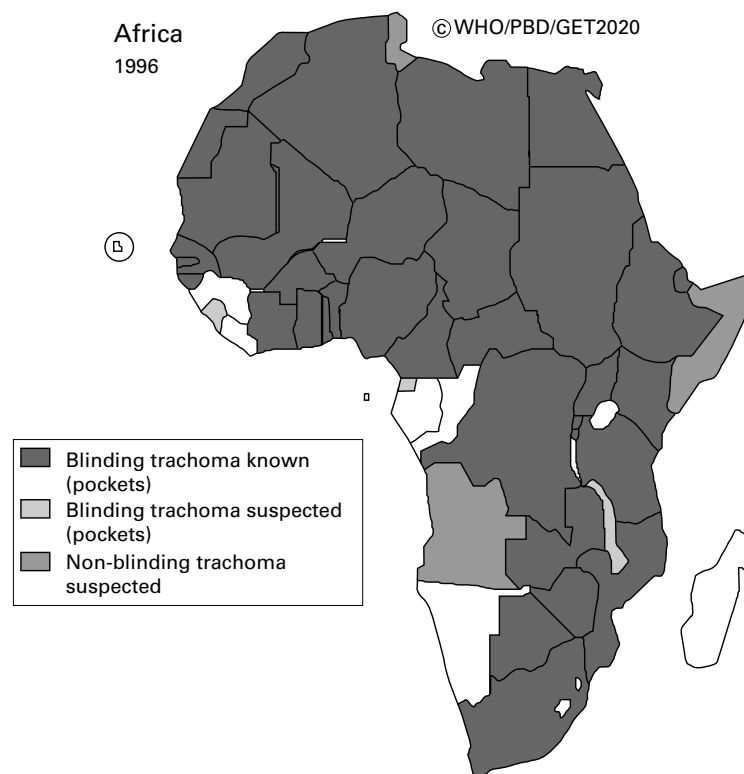 Africa
1996
© WHO/PBD/GET2020
Blinding trachoma known
(pockets)
Blinding trachoma suspected
(pockets)
Non-blinding trachoma
suspected